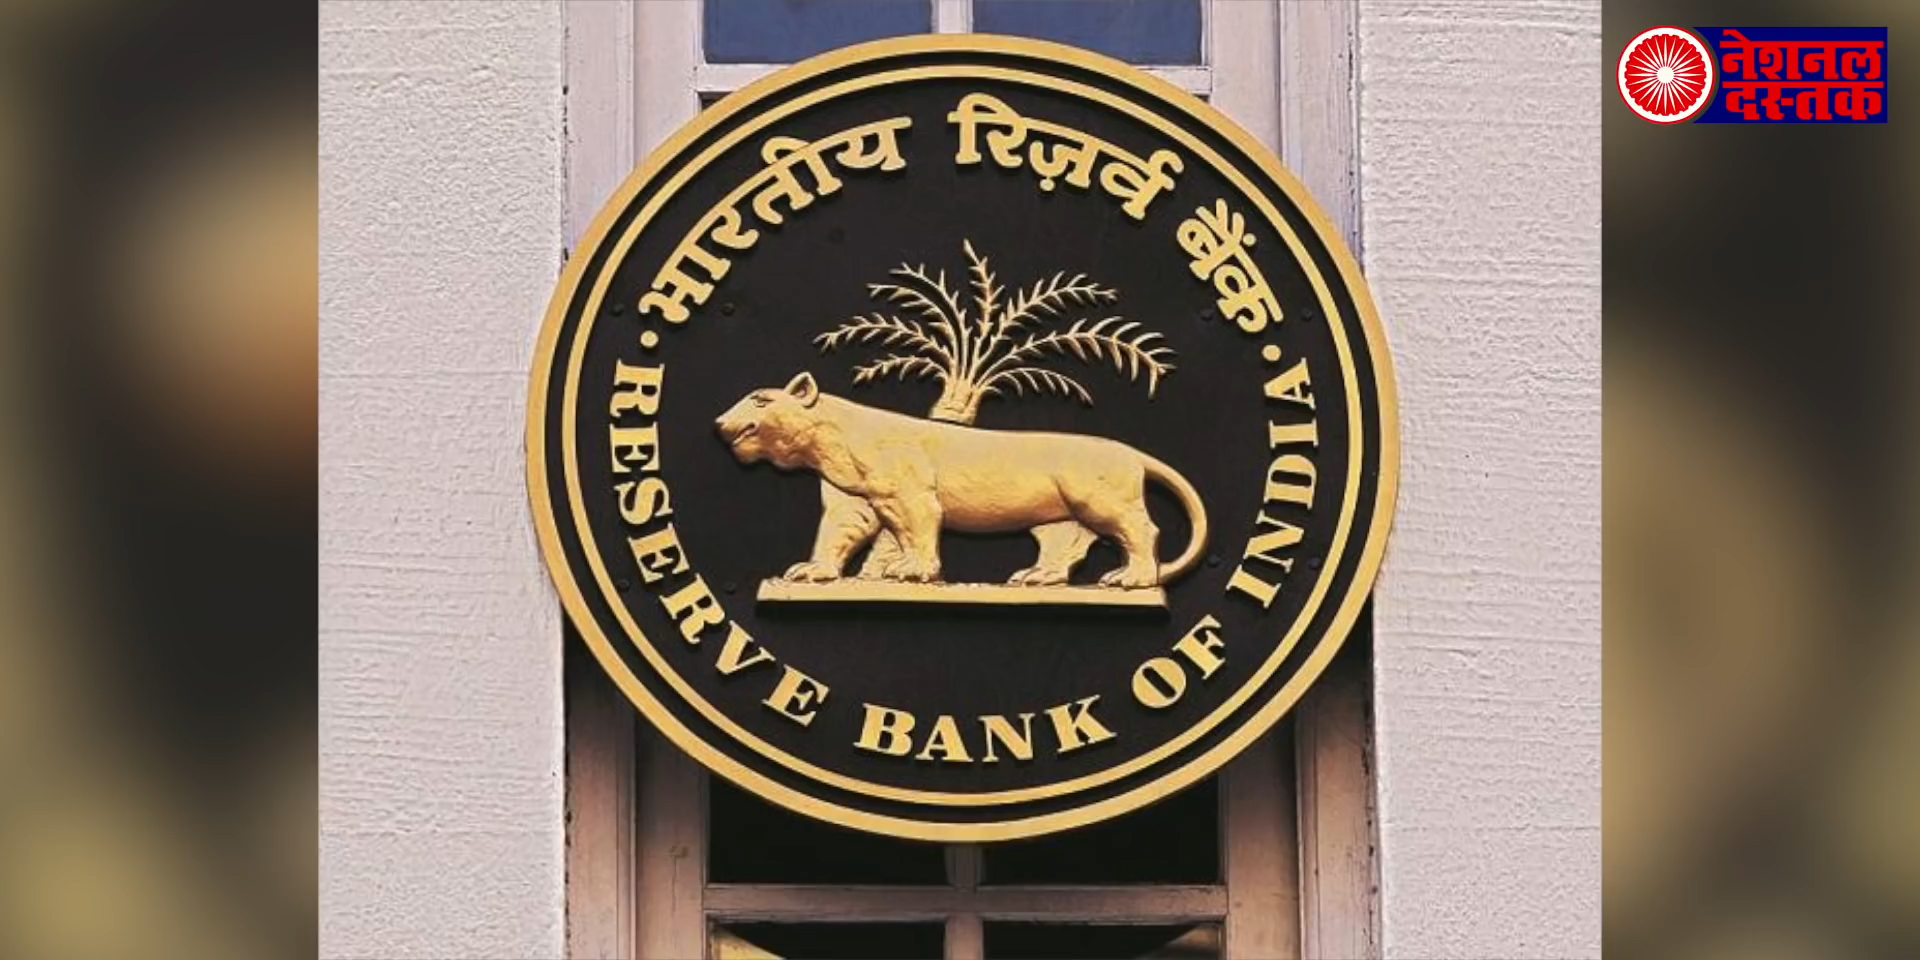 भारतीय रिज़र्व बैंक
RESERVE BANK OF INDIA
नेशनल
दस्तक